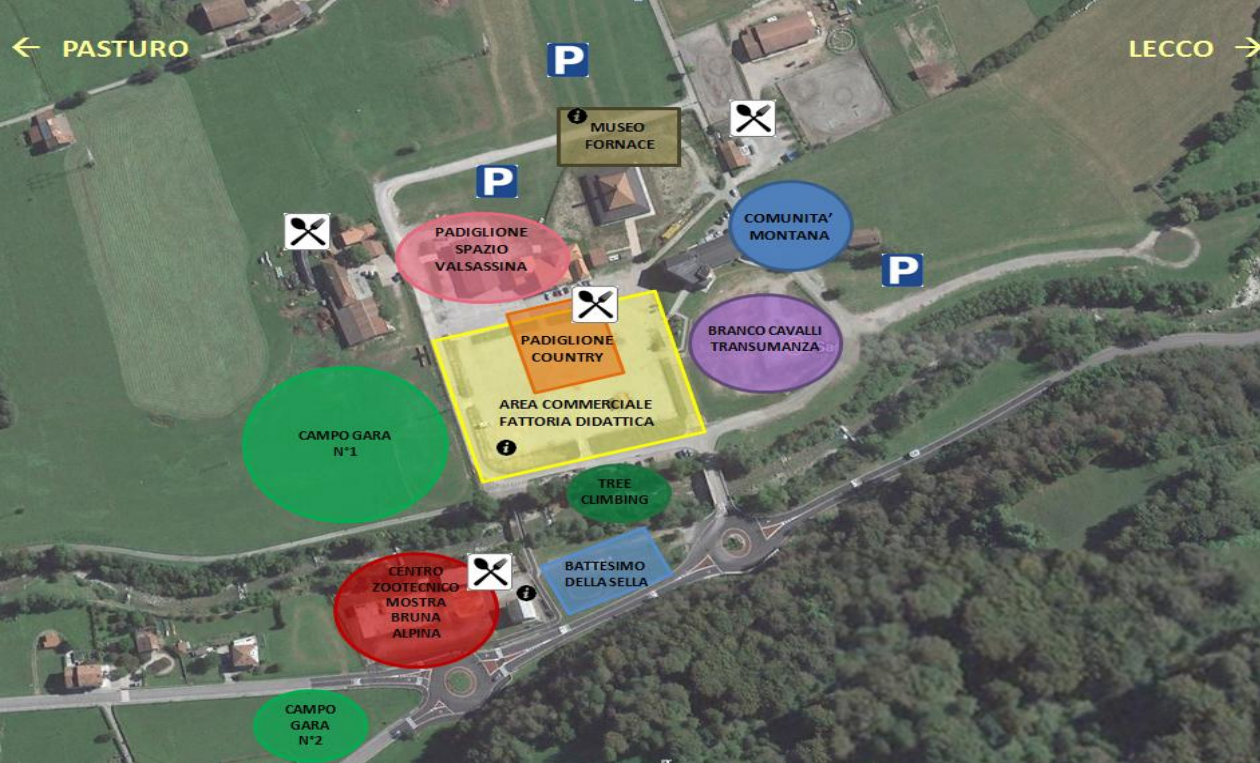 ← PASTURO
LECCO →
P
i
MUSEO
FORNACE
P
COMUNITA’
MONTANA
PADIGLIONE
SPAZIO
VALSASSINA
P
PADIGLIONE
COUNTRY
BRANCO CAVALLI
TRANSUMANZA
AREA COMMERCIALE
FATTORIA DIDATTICA
i
CAMPO GARA
N°1
TREE
CLIMBING
BATTESIMO
DELLA SELLA
CENTRO
ZOOTECNICO
MOSTRA
BRUNA
ALPINA
i
CAMPO
GARA
N°2